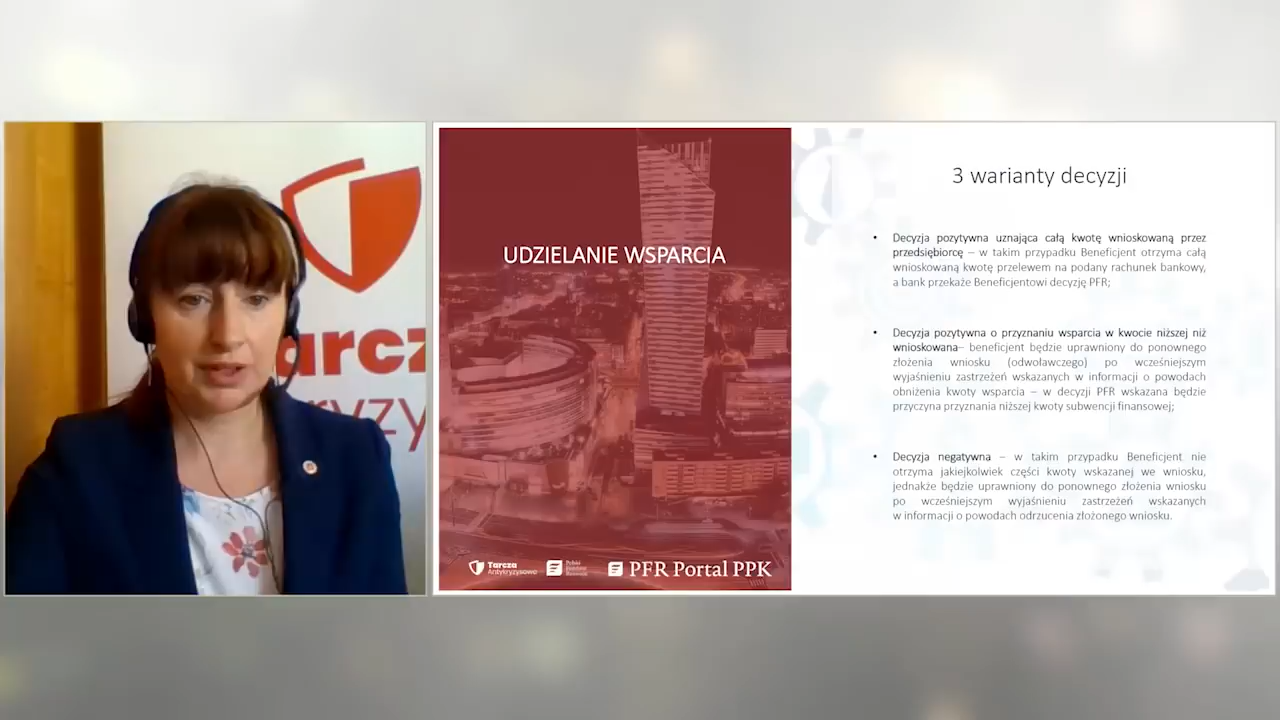 arcz
ryzy
UDZIELANIE WSPARCIA
Tarcza
Antykryzysowa
Polski
Fundusz
Rozwoju
PFR Portal PPK
3 warianty decyzji
• Decyzja pozytywna uznająca całą kwotę wnioskowaną przez
przedsiębiorcę – w takim przypadku Beneficjent otrzyma całą
wnioskowaną kwotę przelewem na podany rachunek bankowy,
a bank przekaże Beneficjentowi decyzję PFR;
• Decyzja pozytywna o przyznaniu wsparcia w kwocie niższej niż
wnioskowana– beneficjent będzie uprawniony do ponownego
złożenia wniosku (odwoławczego) po wcześniejszym
wyjaśnieniu zastrzeżeń wskazanych w informacji o powodach
obniżenia kwoty wsparcia – w decyzji PFR wskazana będzie
przyczyna przyznania niższej kwoty subwencji finansowej;
• Decyzja negatywna – w takim przypadku Beneficjent nie
otrzyma jakiejkolwiek części kwoty wskazanej we wniosku,
jednakże będzie uprawniony do ponownego złożenia wniosku
po wcześniejszym wyjaśnieniu zastrzeżeń wskazanych
w informacji o powodach odrzucenia złożonego wniosku.